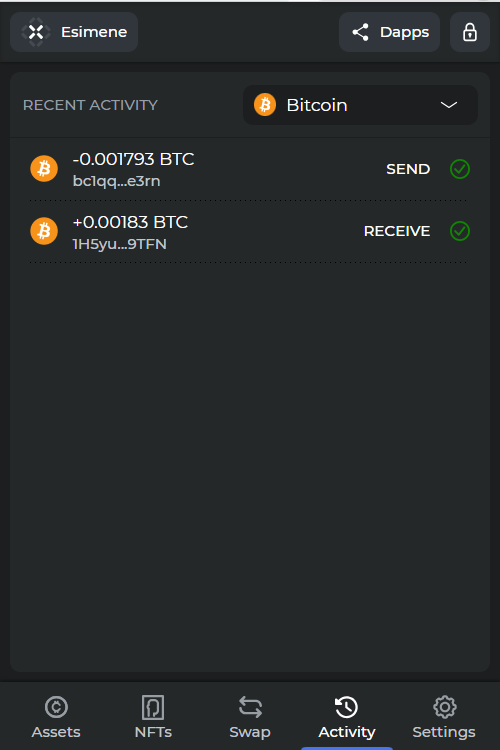 Esimene
Dapps
RECENT ACTIVITY
Bitcoin
-0.001793 BTC
SEND
bc1qq...e3rn
+0.00183 BTC
RECEIVE
1H5yu...9TFN
Assets
NFTs
Swap
Activity
Settings